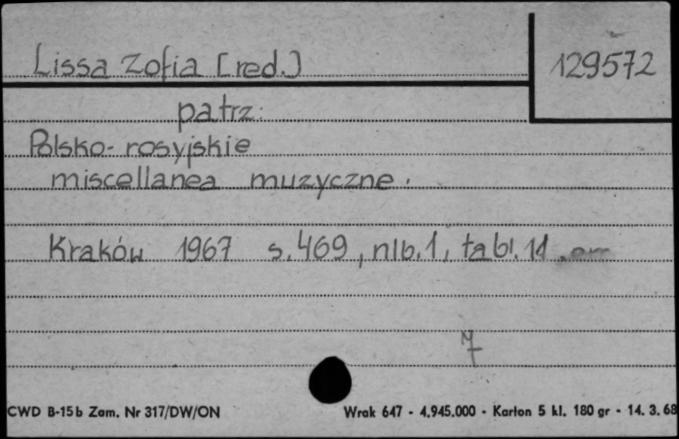 Lissa Zofia [red.]
129572
patrz:
Polsko-rosyjskie
miscellanea muzyczne.
Kraków 1967 s. 469, nlb. 1, tabl. 11
M
CWD B-15b Zam. Nr 317/DW/ON
Wrak 647 - 4.945.000 - Karton 5 kl. 180 gr - 14. 3. 68